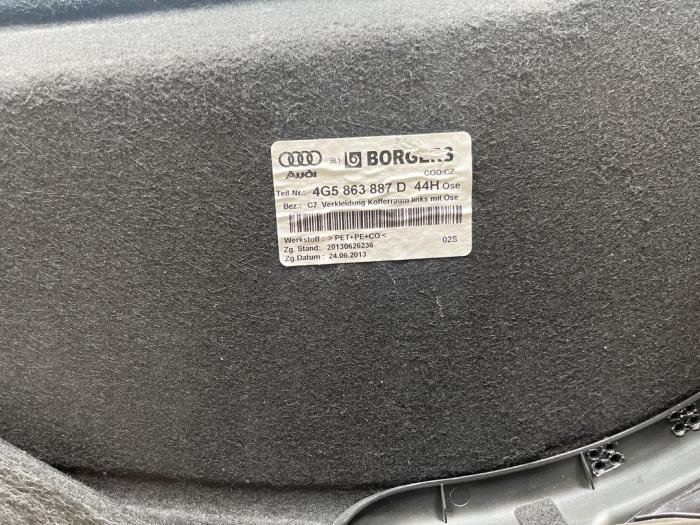 Audi BL1 BORGERS
COO:CZ
Teil Nr.: 4G5 863 887 D 44H Ose
Bez.: C7 Verkleidung Kofferraum links mit Ose
Werkstoff : > PET+PE+CO <
Zg. Stand: 20130626236 02S
Zg.Datum : 24.06.2013